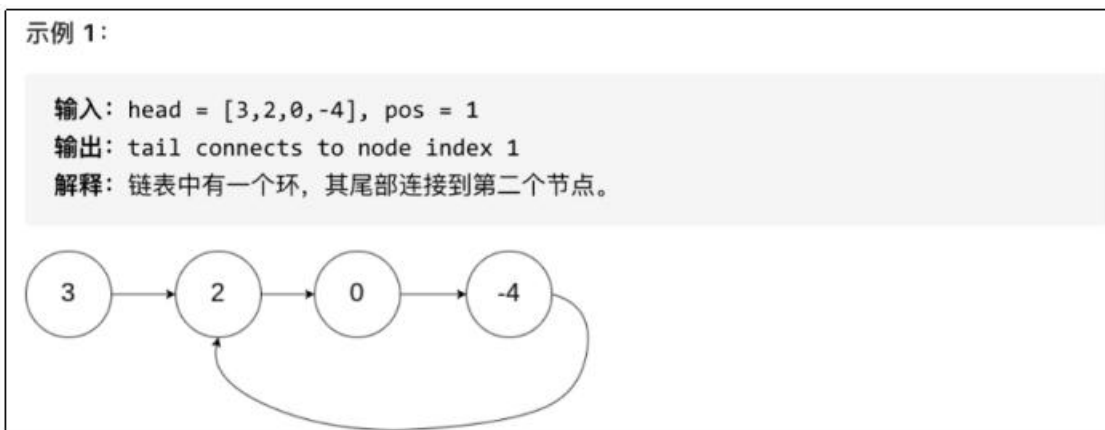 示例 1：
输入：head = [3,2,0,-4], pos = 1
输出：tail connects to node index 1
解释：链表中有一个环，其尾部连接到第二个节点。
3 2 0 -4